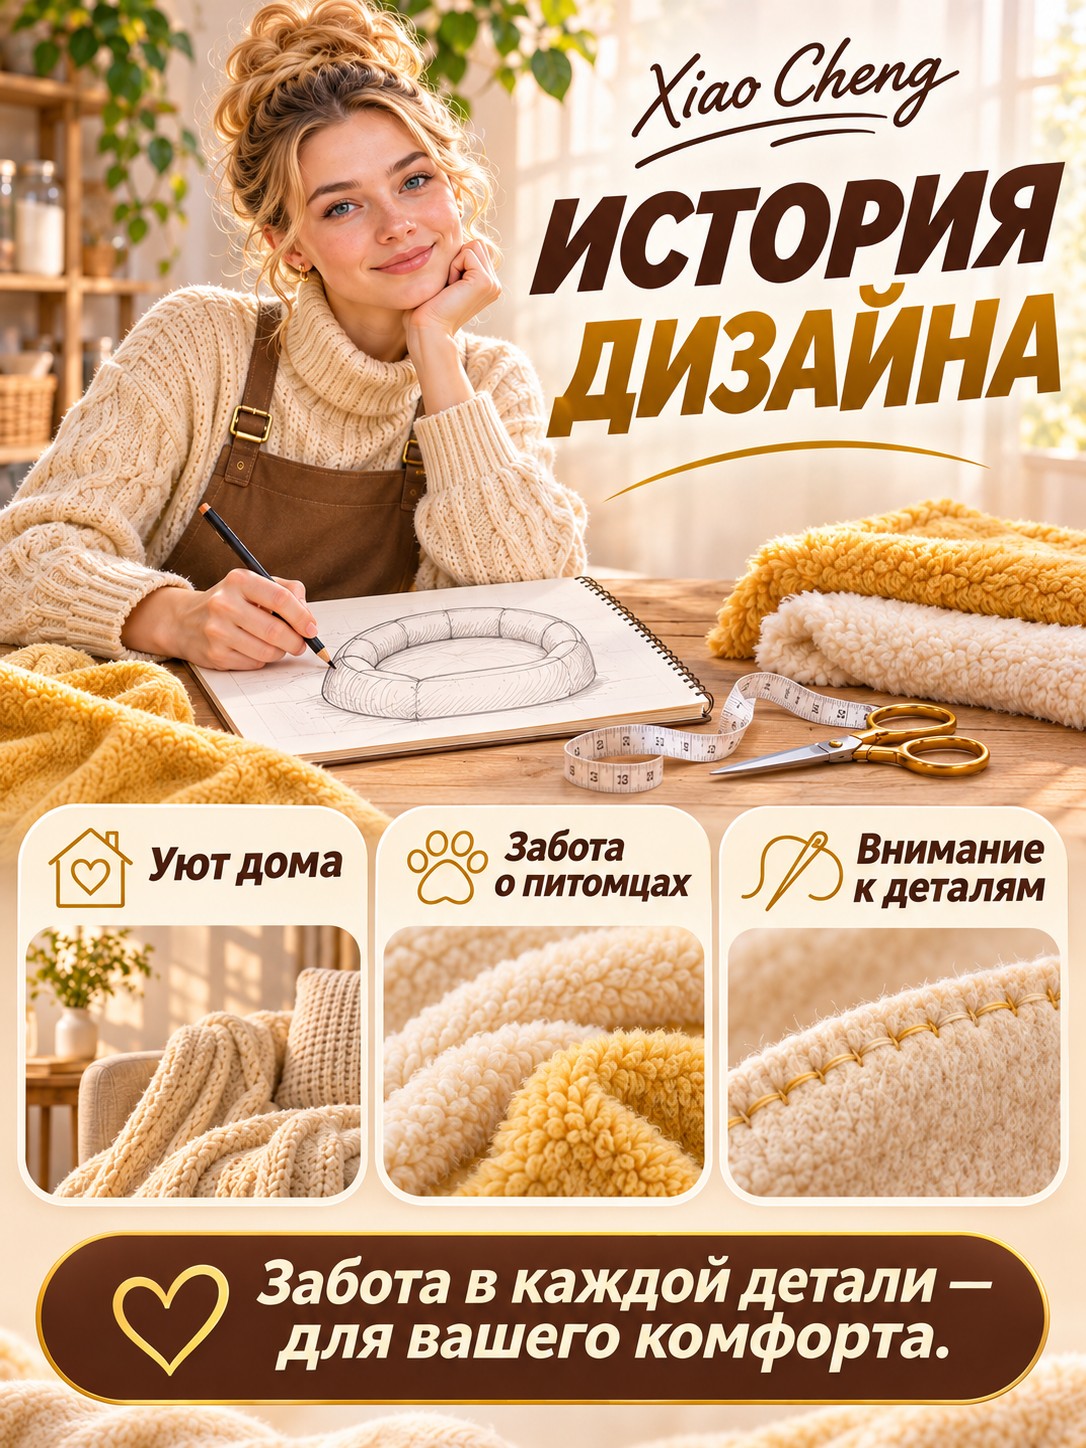 Xiao Cheng
ИСТОРИЯ
ДИЗАЙНА
Уют дома
Забота
о питомцах
Внимание
к деталям
Забота в каждой детали —
для вашего комфорта.